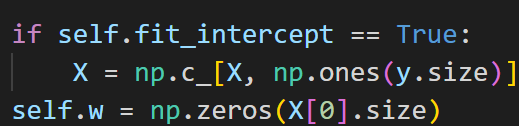 if self.fit_intercept == True:
    X = np.c_[X, np.ones(y.size)]
self.w = np.zeros(X[0].size)